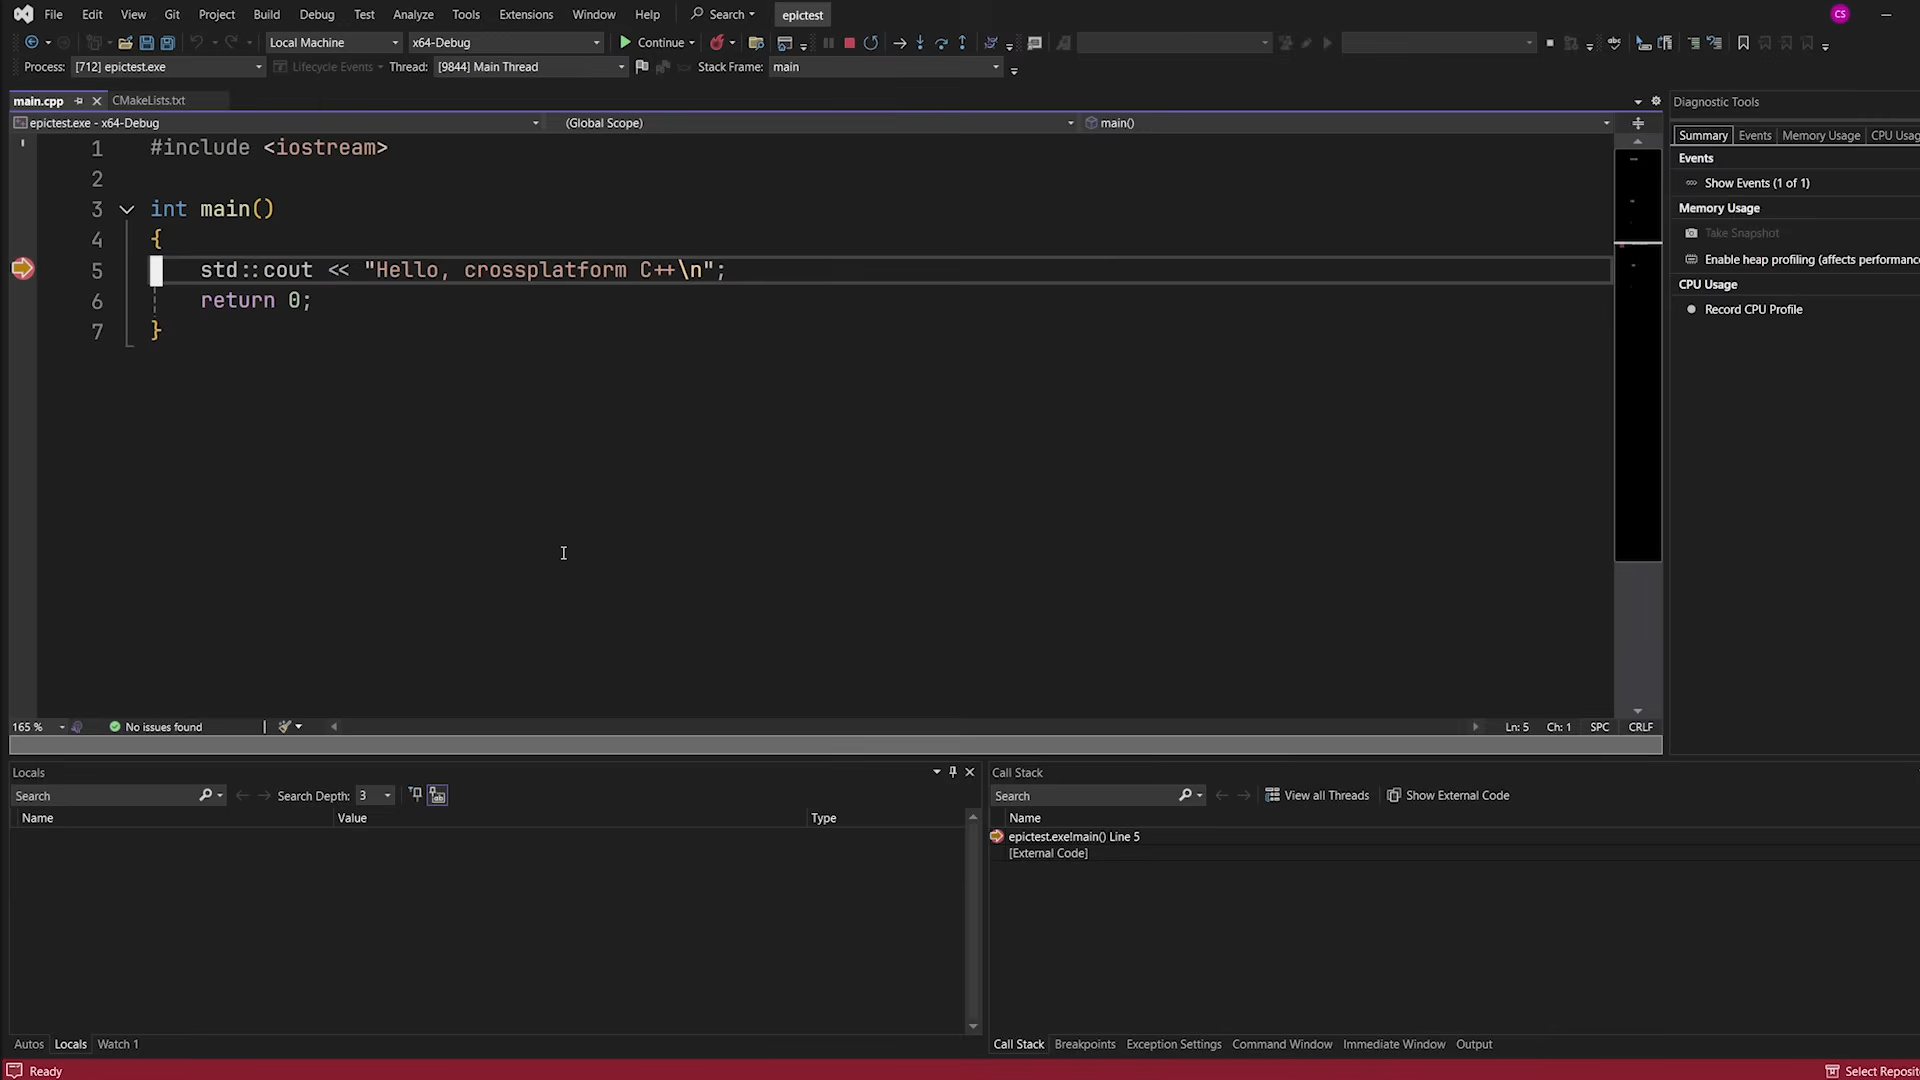 File Edit View Git Project Build Debug Test Analyze Tools Extensions Window Help Search epictest CS
Local Machine x64-Debug Continue
Process: [712] epictest.exe Lifecycle Events Thread: [9844] Main Thread Stack Frame: main
main.cpp CMakeLists.txt
epictest.exe - x64-Debug (Global Scope) main()
1 #include <iostream>
2
3 int main()
4 {
5 std::cout << "Hello, crossplatform C++\n";
6 return 0;
7 }
165 % No issues found Ln: 5 Ch: 1 SPC CRLF
Diagnostic Tools
Summary Events Memory Usage CPU Usag
Events
Show Events (1 of 1)
Memory Usage
Take Snapshot
Enable heap profiling (affects performance
CPU Usage
Record CPU Profile
Locals
Search Search Depth: 3
Name Value Type
Autos Locals Watch 1
Call Stack
Search View all Threads Show External Code
Name
epictest.exe!main() Line 5
[External Code]
Call Stack Breakpoints Exception Settings Command Window Immediate Window Output
Ready Select Reposit